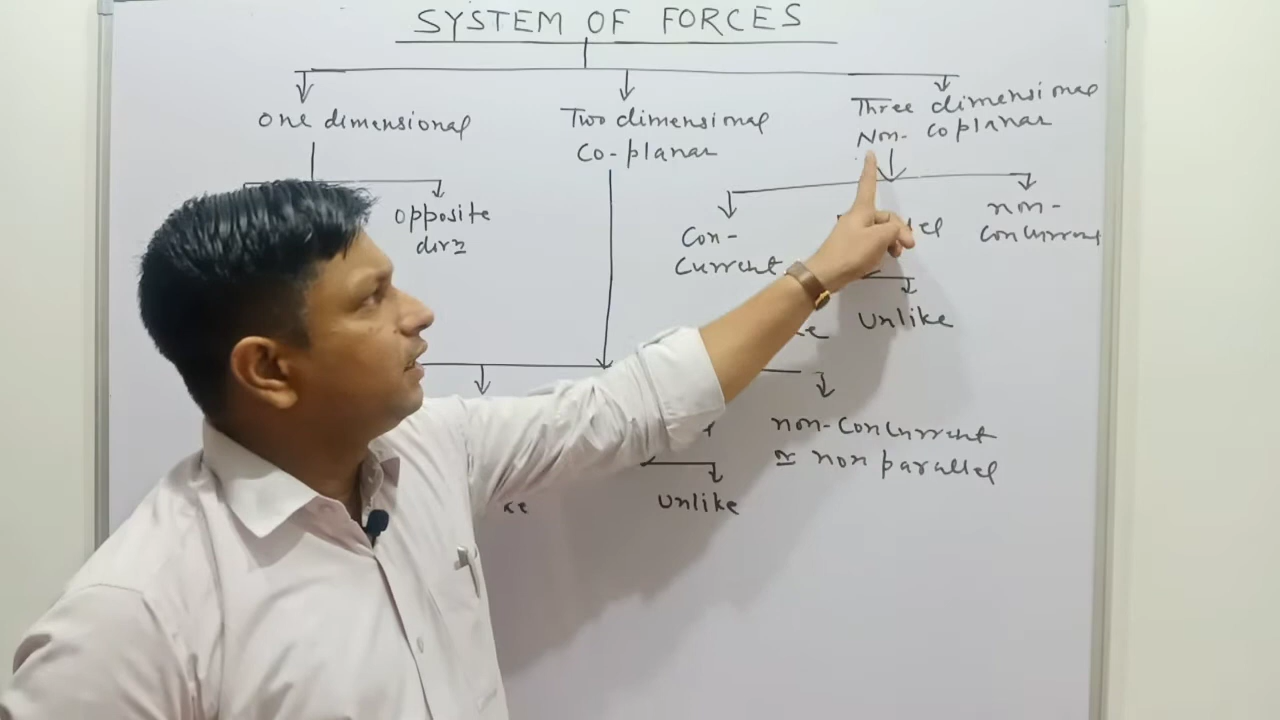 SYSTEM OF FORCES
one dimensional
Two dimensional
Co-planar
Three dimensional
Non- coplanar
opposite
dirn
Con-
Current
non-
concurrent
Unlike
non-concurrent
non parallel
Unlike